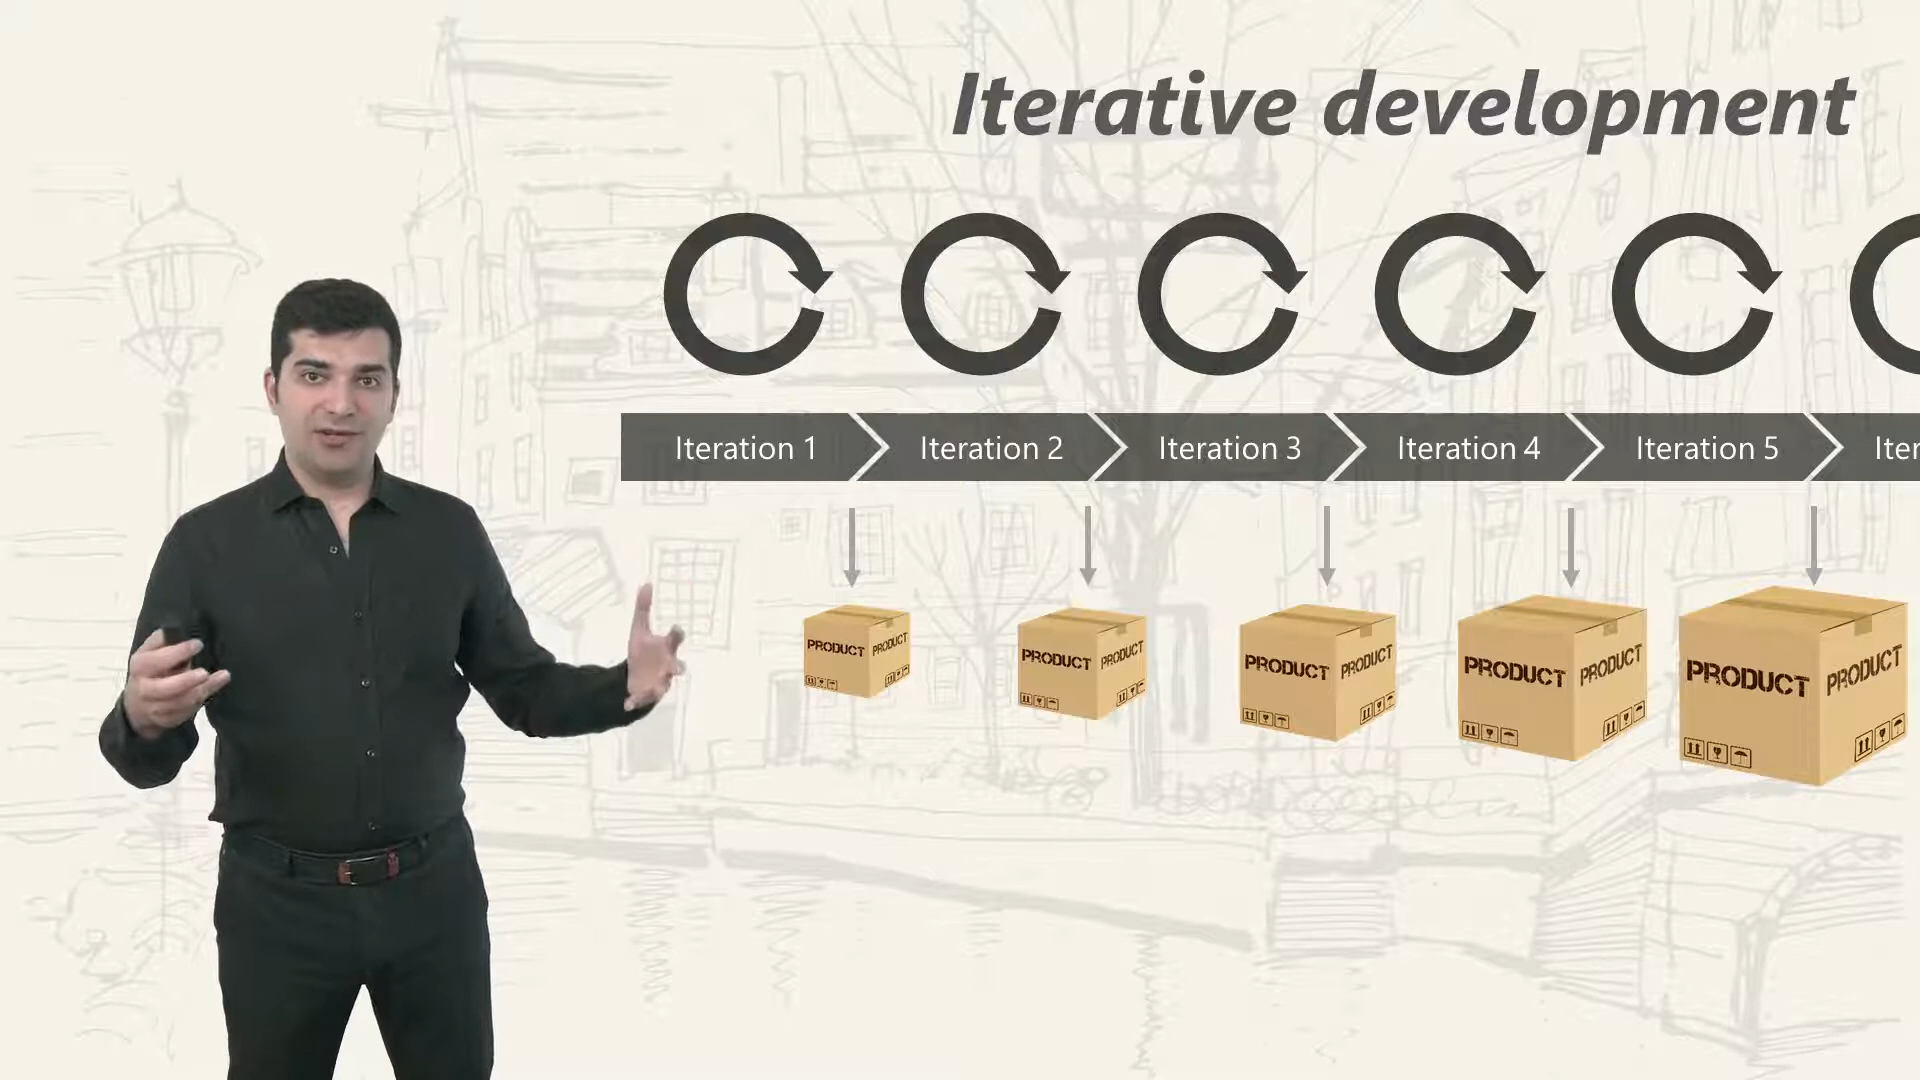 Iterative development
Iteration 1
Iteration 2
Iteration 3
Iteration 4
Iteration 5
Iter
PRODUCT PRODUCT
PRODUCT PRODUCT
PRODUCT PRODUCT
PRODUCT PRODUCT
PRODUCT PRODUCT